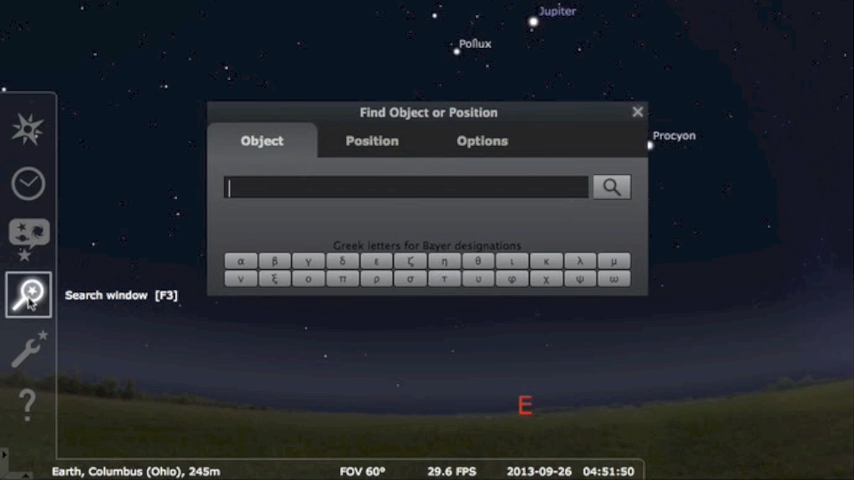 Jupiter
Pollux
Find Object or Position
Object Position Options
Procyon
Greek letters for Bayer designations
α β γ δ ε ζ η θ ι κ λ μ
ν ξ ο π ρ σ τ υ φ χ ψ ω
Search window [F3]
E
Earth, Columbus (Ohio), 245m FOV 60° 29.6 FPS 2013-09-26 04:51:50